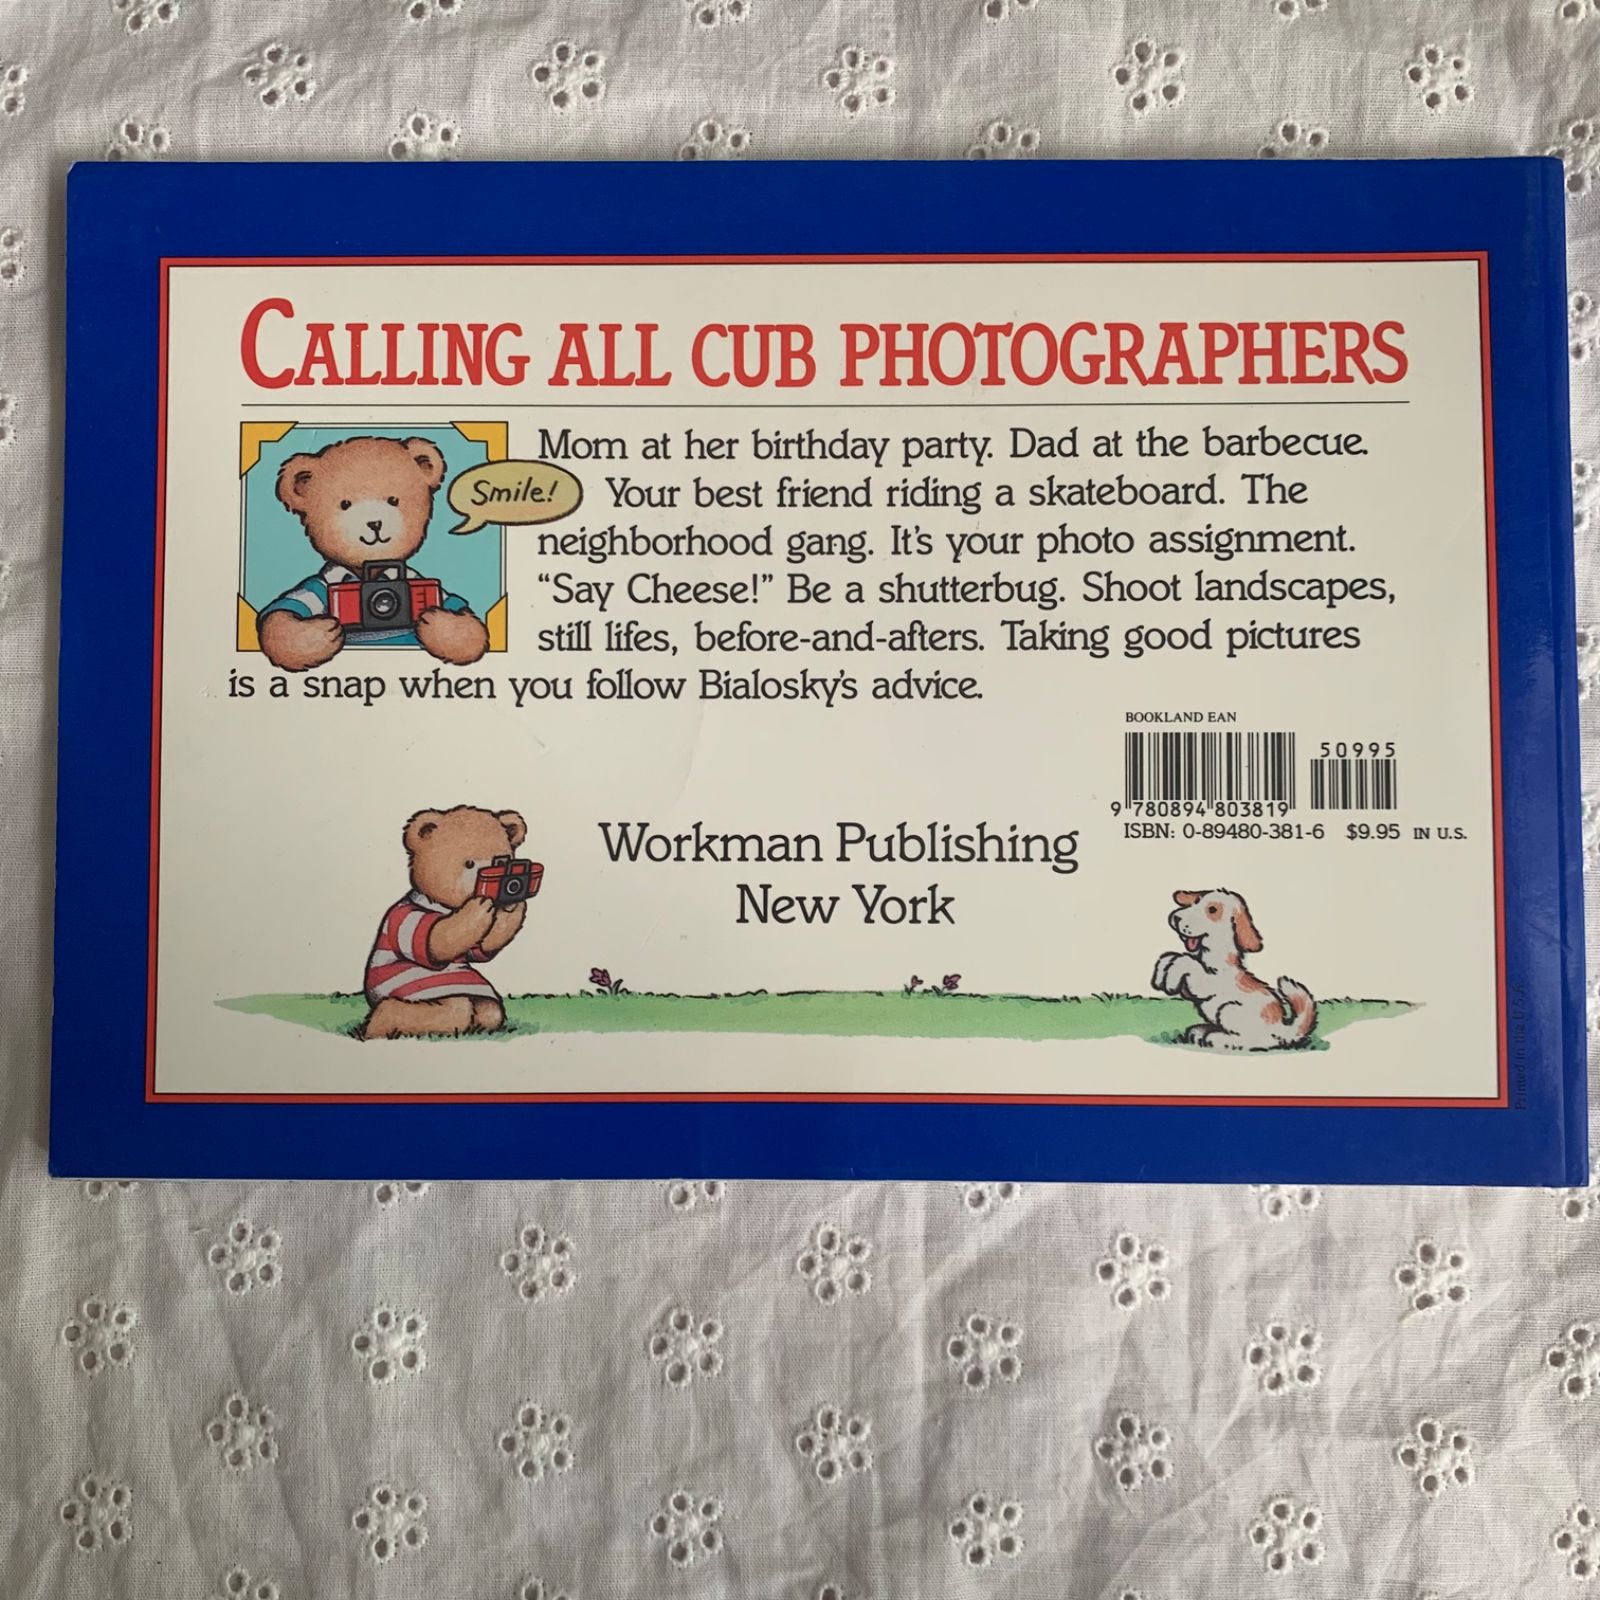 CALLING ALL CUB PHOTOGRAPHERS
Mom at her birthday party. Dad at the barbecue.
Smile!
Your best friend riding a skateboard. The
neighborhood gang. It's your photo assignment.
“Say Cheese!” Be a shutterbug. Shoot landscapes,
still lifes, before-and-afters. Taking good pictures
is a snap when you follow Bialosky's advice.
BOOKLAND EAN
50995
9 780894 803819
ISBN: 0-89480-381-6 $9.95 IN U.S.
Workman Publishing
New York
Printed in the U.S.A.